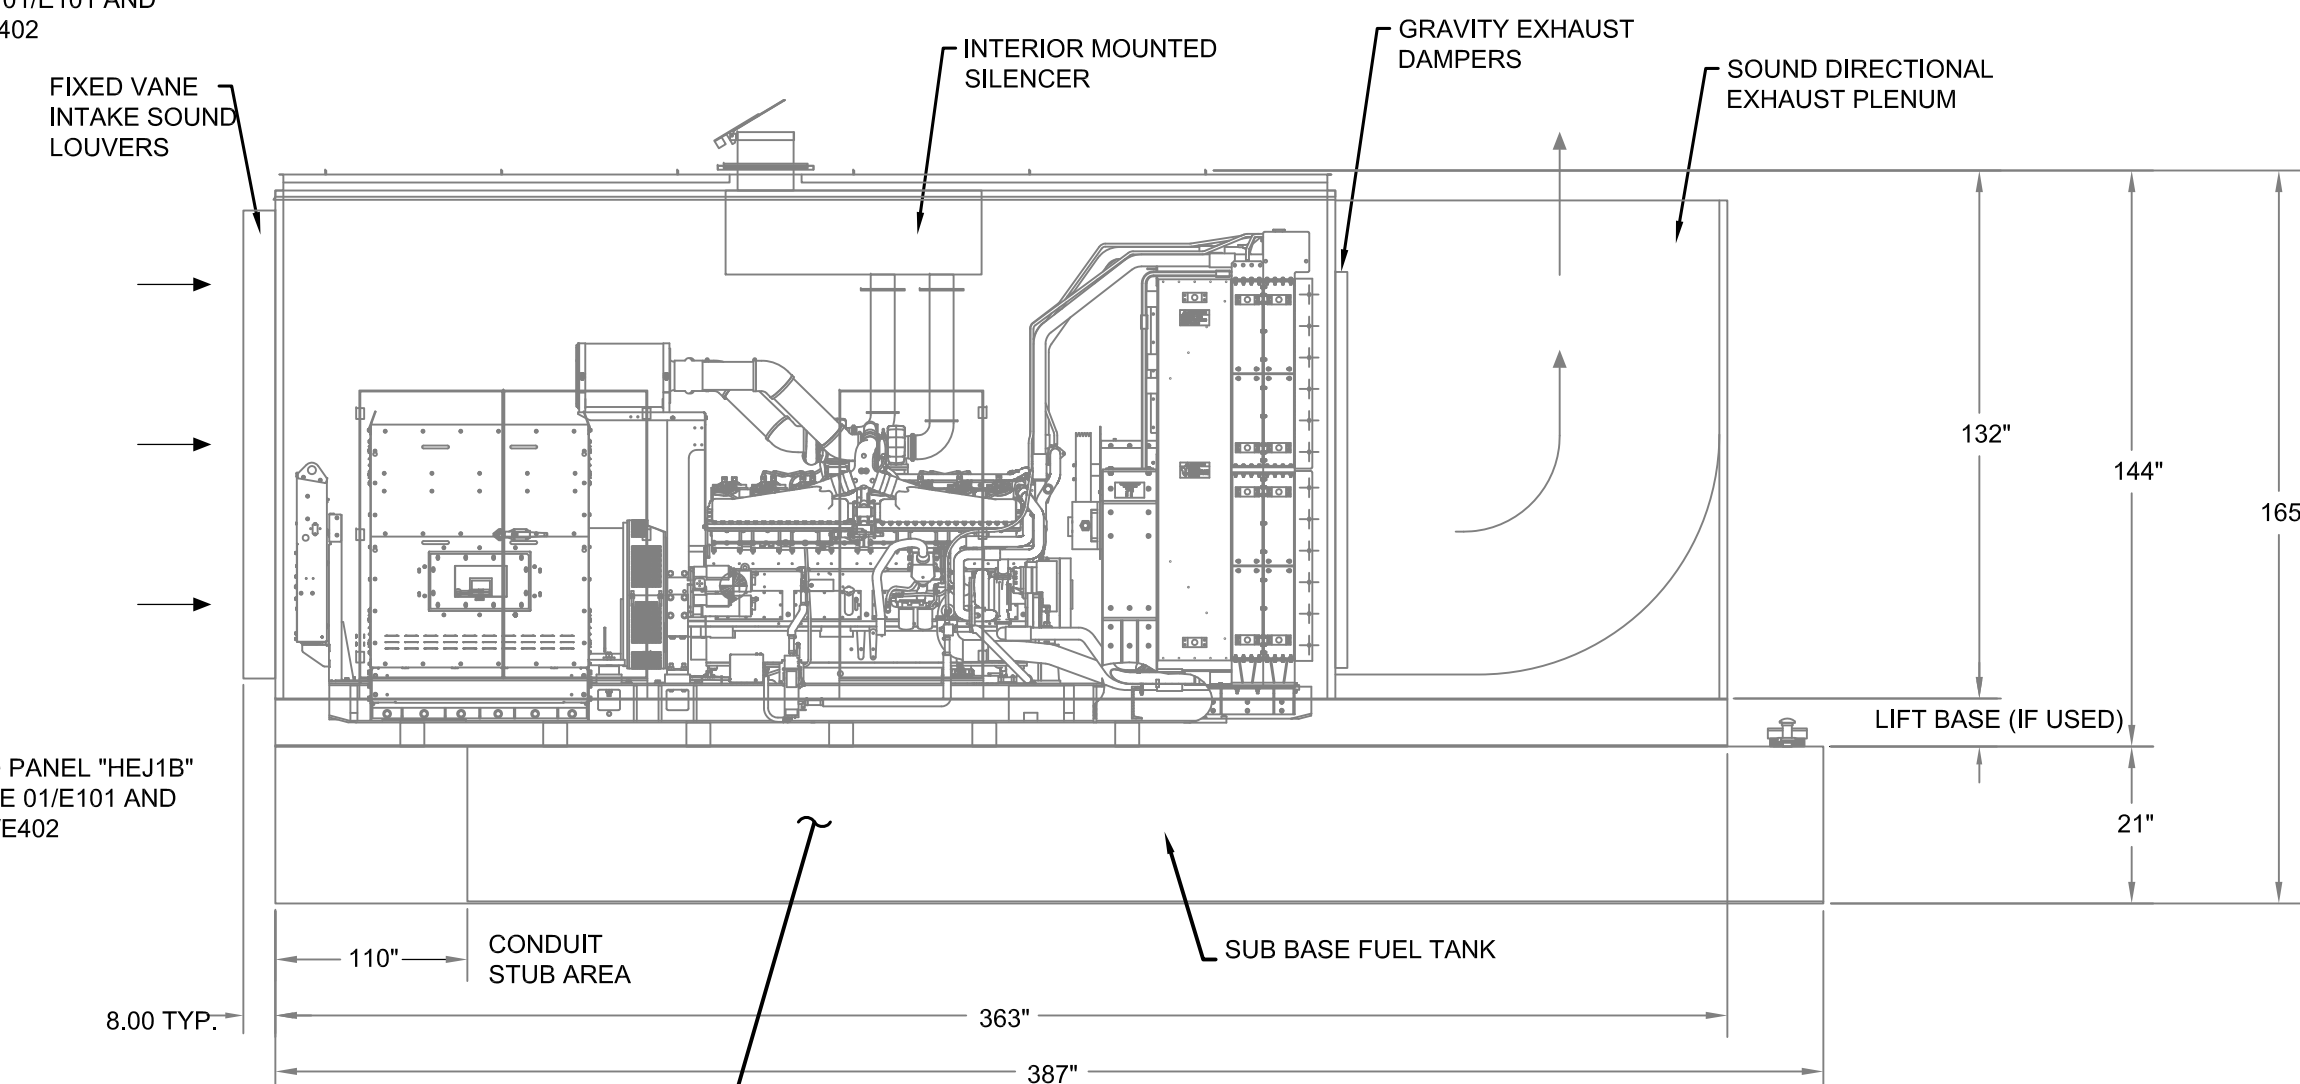 01/E101 AND
402
FIXED VANE
INTAKE SOUND
LOUVERS
INTERIOR MOUNTED
SILENCER
GRAVITY EXHAUST
DAMPERS
SOUND DIRECTIONAL
EXHAUST PLENUM
132"
144"
165
LIFT BASE (IF USED)
PANEL "HEJ1B"
E 01/E101 AND
E402
21"
110"
CONDUIT
STUB AREA
SUB BASE FUEL TANK
8.00 TYP.
363"
387"